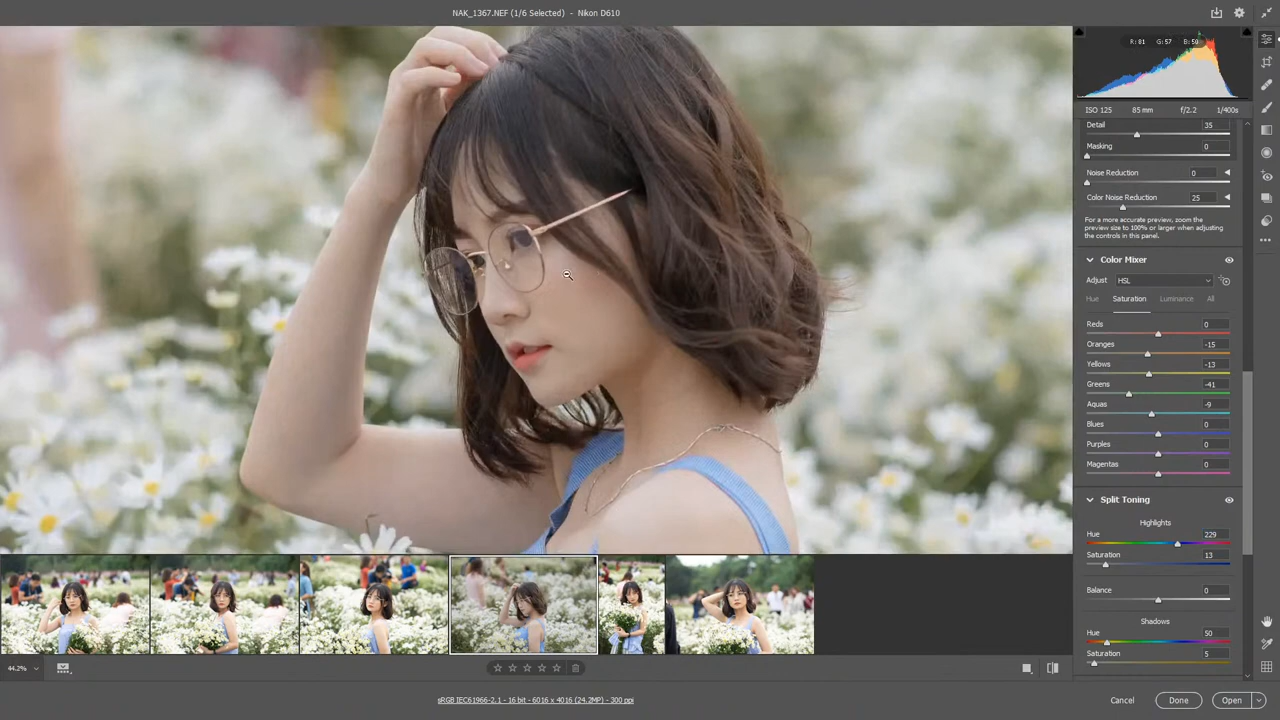 NAK_1367.NEF (1/6 Selected) - Nikon D610
R: 81 G: 57 B: 59
ISO 125 85 mm f/2.2 1/400s
Detail 35
Masking 0
Noise Reduction 0
Color Noise Reduction 25
For a more accurate preview, zoom the
preview size to 100% or larger when adjusting
the controls in this panel.
Color Mixer
Adjust HSL
Hue Saturation Luminance All
Reds 0
Oranges -15
Yellows -13
Greens -41
Aquas -9
Blues 0
Purples 0
Magentas 0
Split Toning
Highlights
Hue 229
Saturation 13
Balance 0
Shadows
Hue 50
Saturation 5
44.2%
sRGB IEC61966-2.1 - 16 bit - 6016 x 4016 (24.2MP) - 300 ppi
Cancel Done Open